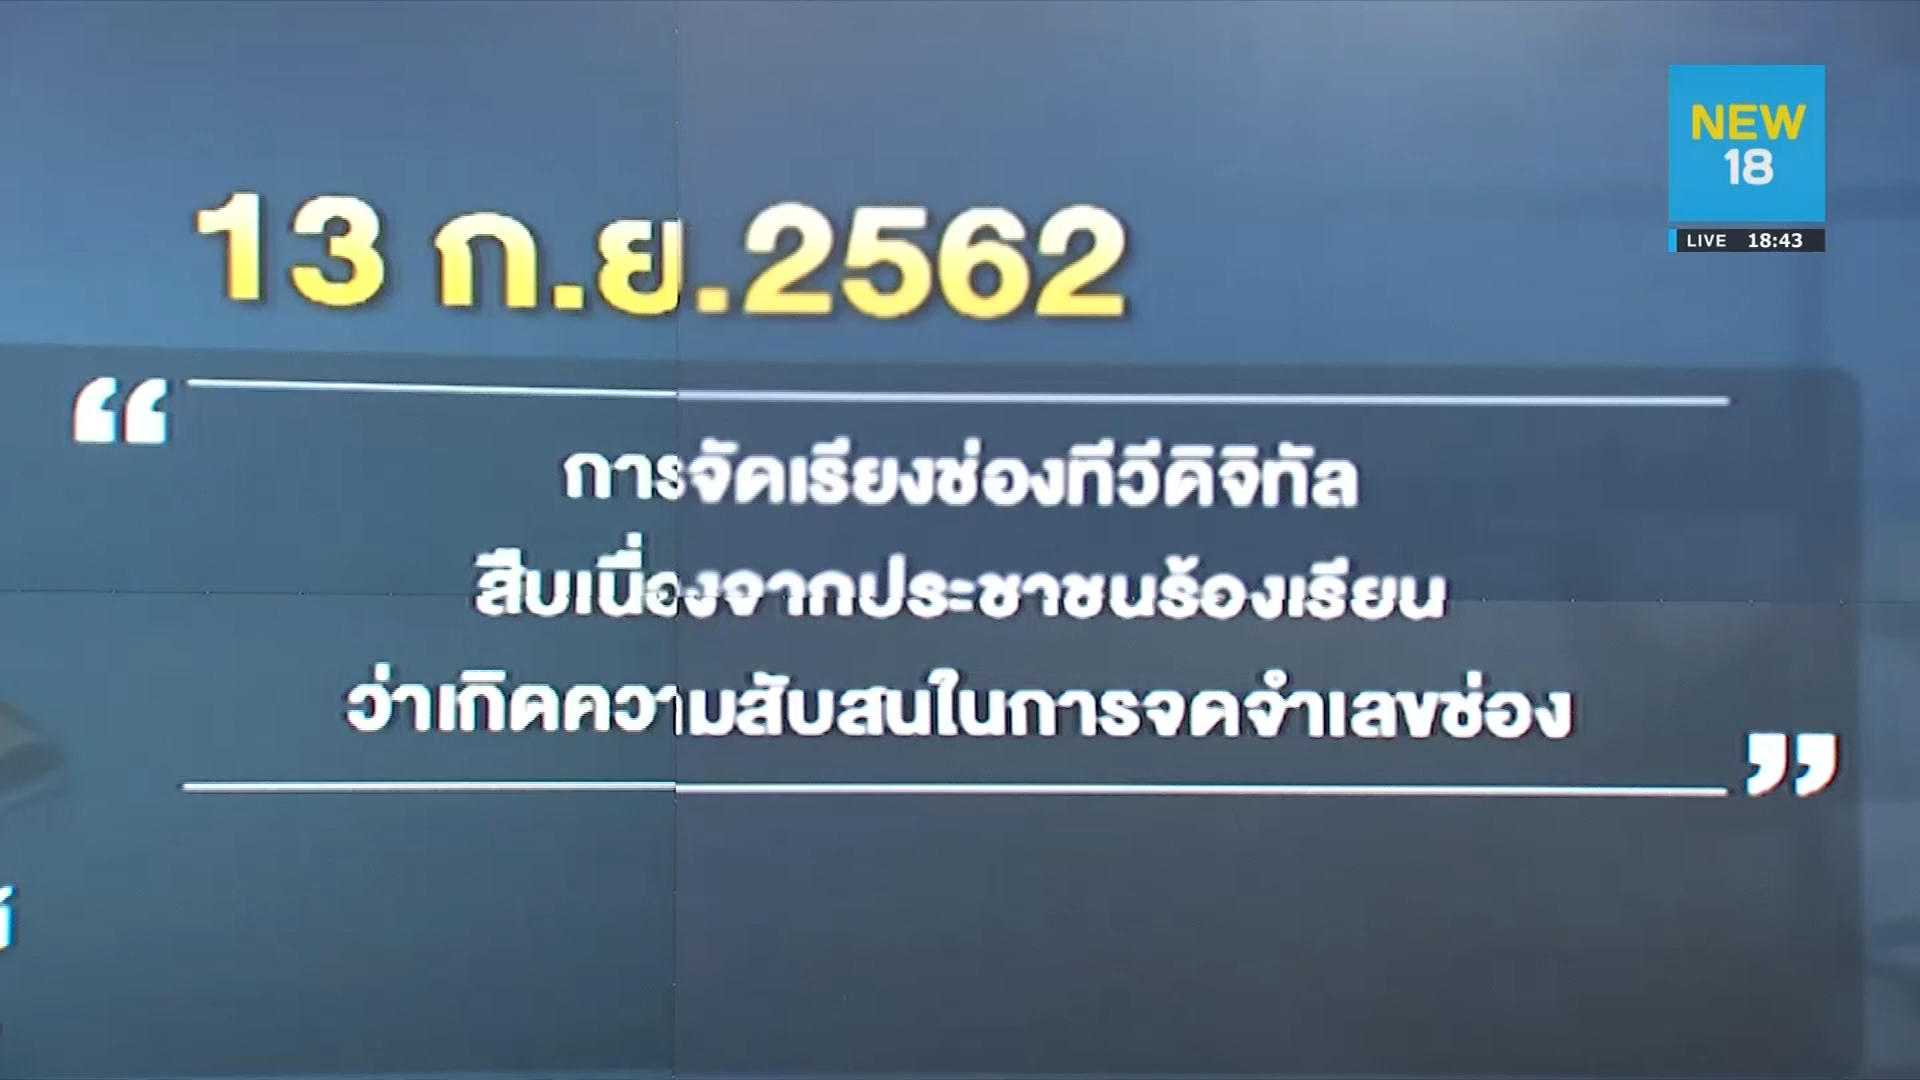 NEW
18
LIVE 18:43
13 ก.ย.2562
“
การจัดเรียงช่องทีวีดิจิทัล
สืบเนื่องจากประชาชนร้องเรียน
ว่าเกิดความสับสนในการจดจำเลขช่อง
”